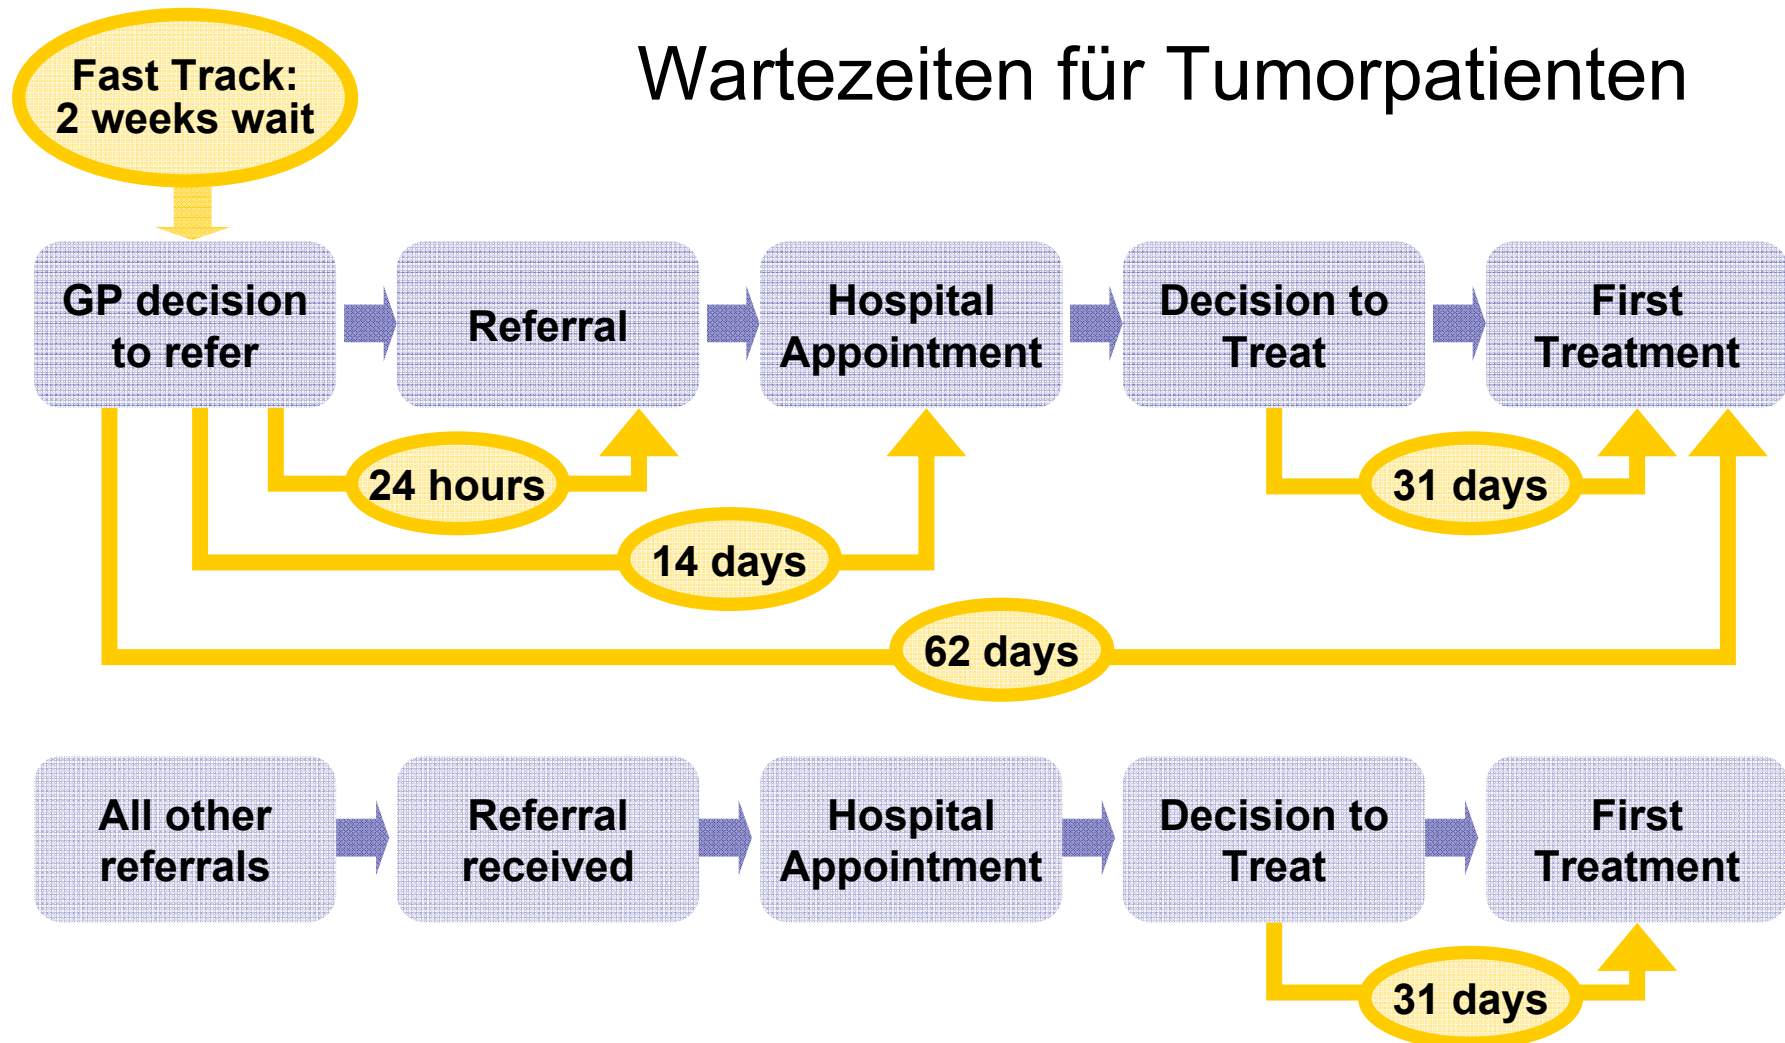 Wartezeiten für Tumorpatienten
Fast Track:
2 weeks wait
GP decision
to refer
Referral
Hospital
Appointment
Decision to
Treat
First
Treatment
24 hours
31 days
14 days
62 days
All other
referrals
Referral
received
Hospital
Appointment
Decision to
Treat
First
Treatment
31 days